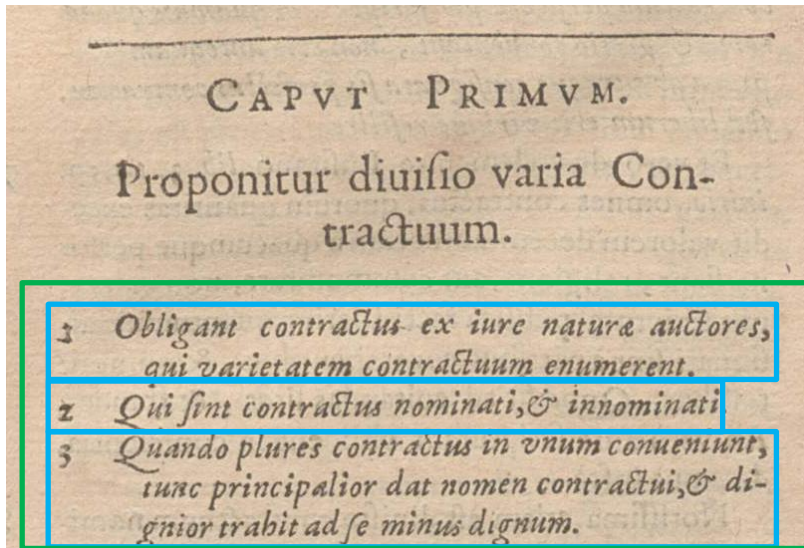 CAPVT PRIMVM.
Proponitur diuiſio varia Con-
tractuum.
1 Obligant contractus ex iure naturæ auctores,
qui varietatem contractuum enumerent.
2 Qui ſint contractus nominati,& innominati
3 Quando plures contractus in vnum conueniunt,
tunc principalior dat nomen contractui,& di-
gnior trahit ad ſe minus dignum.